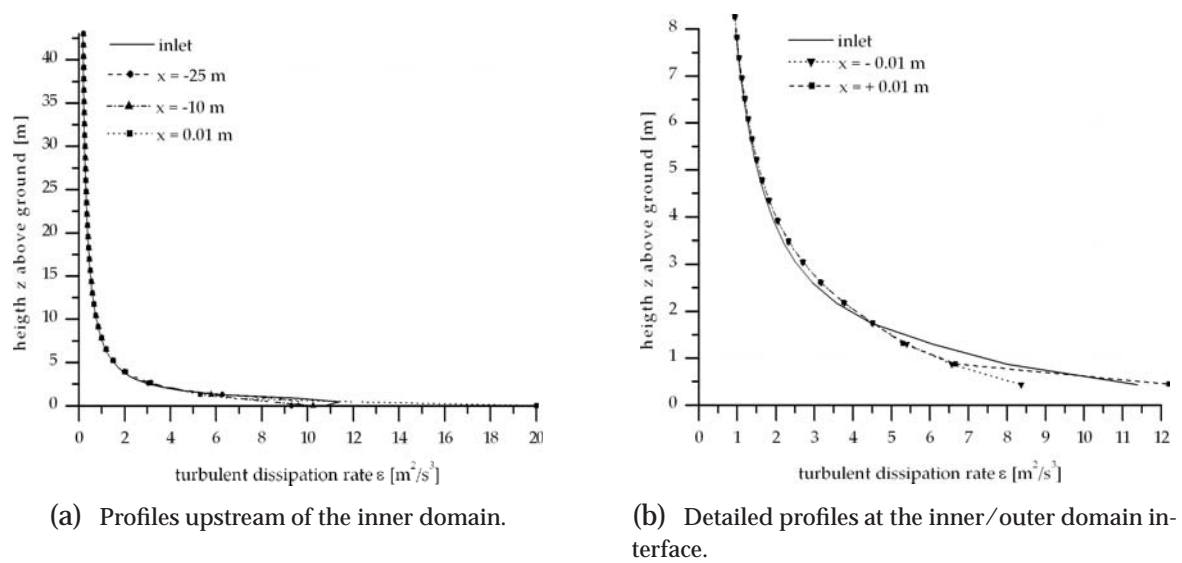 inlet
x = -25 m
x = -10 m
x = 0.01 m
40
35
30
25
20
15
10
5
0
heigth z above ground [m]
0 2 4 6 8 10 12 14 16 18 20
turbulent dissipation rate ε [m²/s³]
(a) Profiles upstream of the inner domain.
inlet
x = - 0.01 m
x = + 0.01 m
8
7
6
5
4
3
2
1
0
heigth z above ground [m]
0 1 2 3 4 5 6 7 8 9 10 11 12
turbulent dissipation rate ε [m²/s³]
(b) Detailed profiles at the inner/outer domain in-
terface.